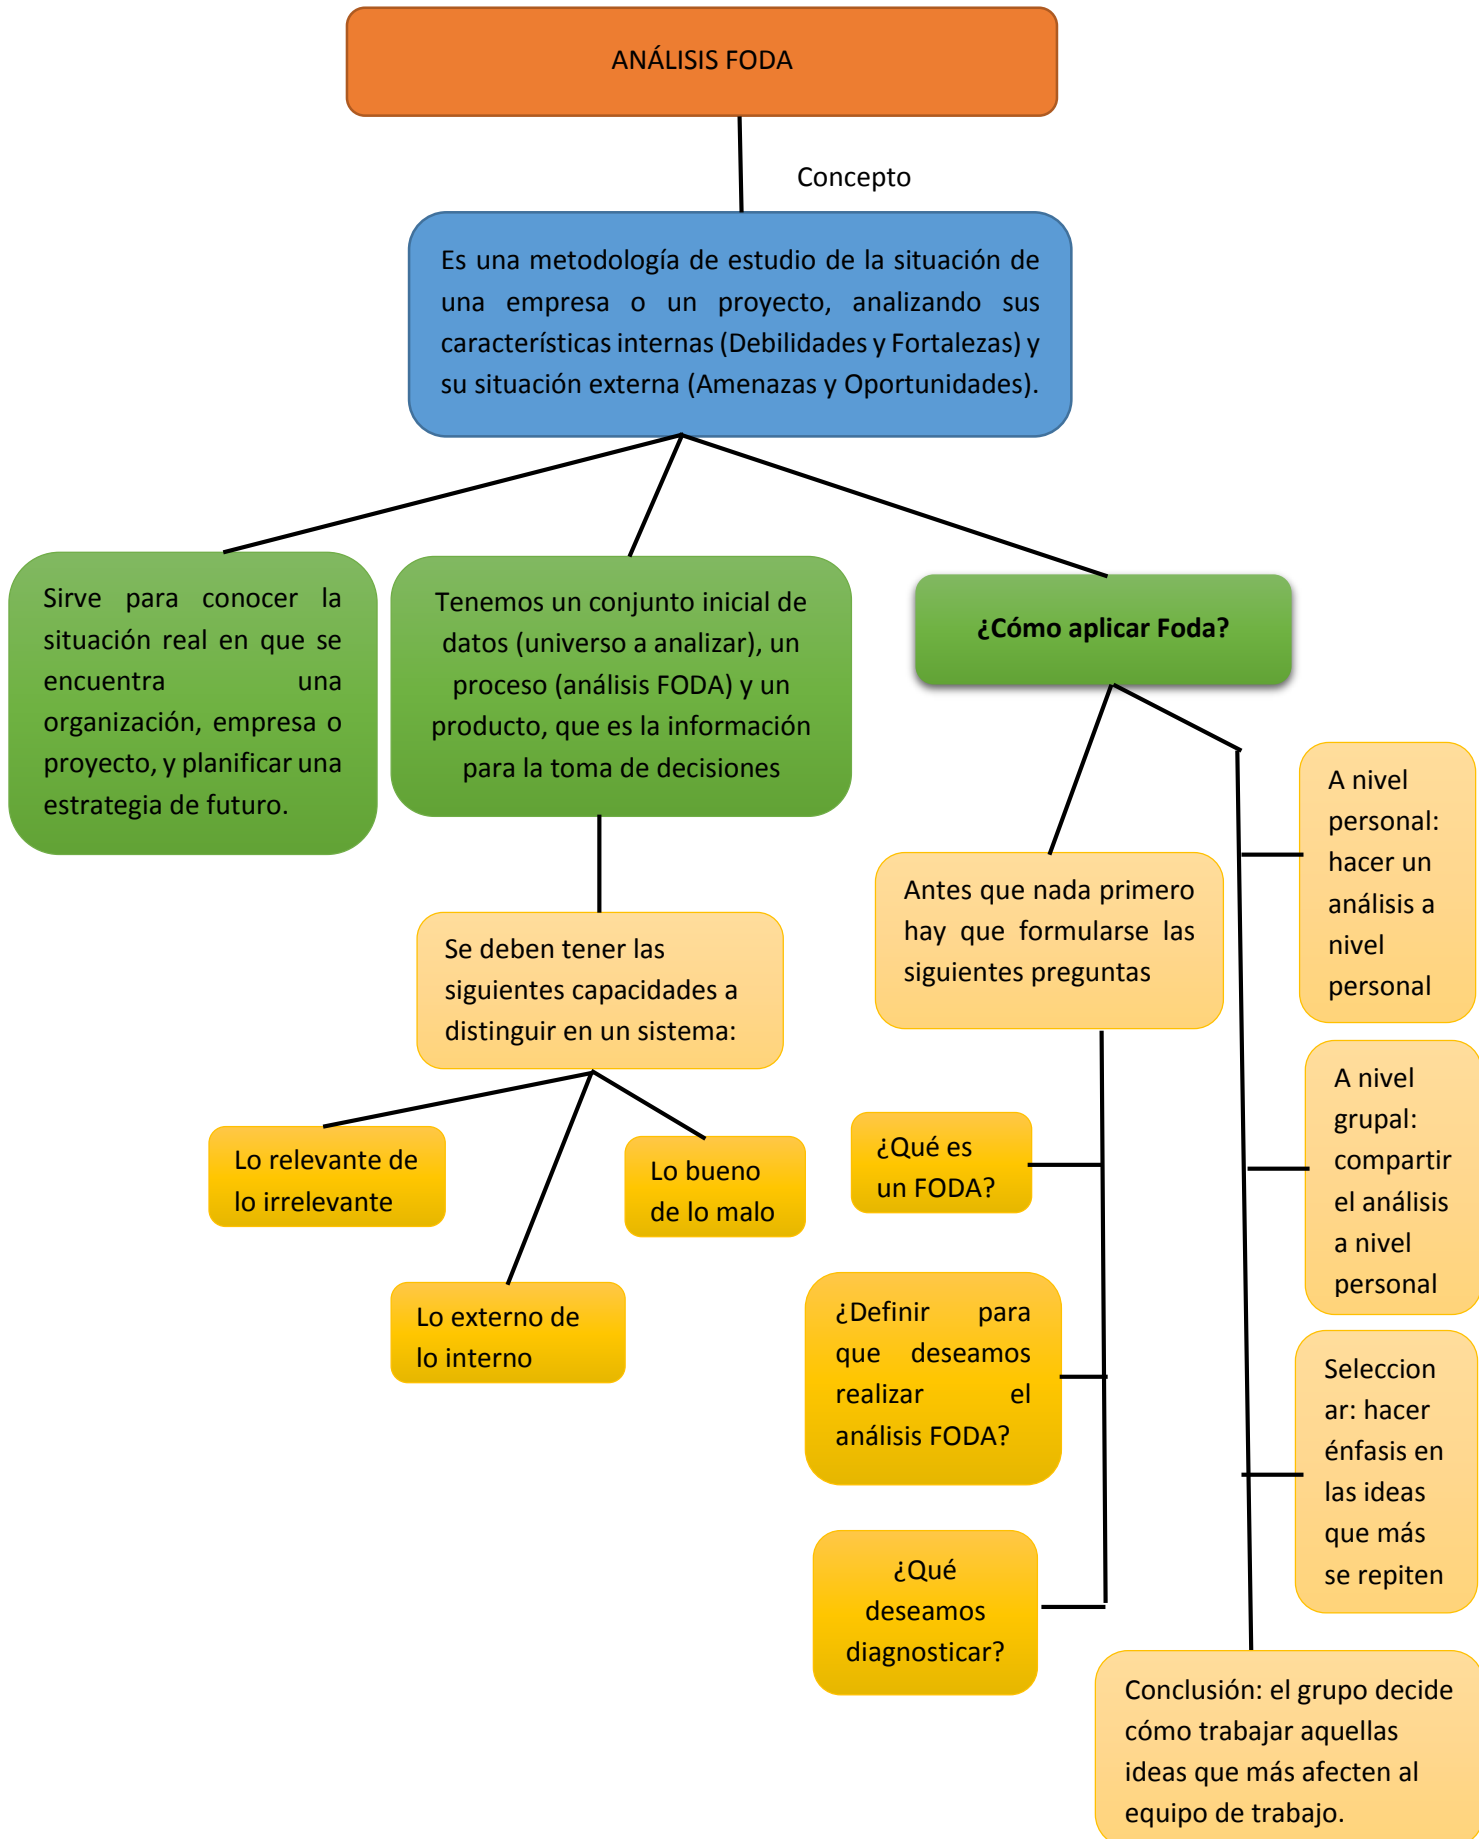 ANÁLISIS FODA
Concepto
Es una metodología de estudio de la situación de
una empresa o un proyecto, analizando sus
características internas (Debilidades y Fortalezas) y
su situación externa (Amenazas y Oportunidades).
Sirve para conocer la
situación real en que se
encuentra una
organización, empresa o
proyecto, y planificar una
estrategia de futuro.
Tenemos un conjunto inicial de
datos (universo a analizar), un
proceso (análisis FODA) y un
producto, que es la información
para la toma de decisiones
¿Cómo aplicar Foda?
Se deben tener las
siguientes capacidades a
distinguir en un sistema:
Lo relevante de
lo irrelevante
Lo externo de
lo interno
Lo bueno
de lo malo
Antes que nada primero
hay que formularse las
siguientes preguntas
¿Qué es
un FODA?
¿Definir para
que deseamos
realizar el
análisis FODA?
¿Qué
deseamos
diagnosticar?
A nivel
personal:
hacer un
análisis a
nivel
personal
A nivel
grupal:
compartir
el análisis
a nivel
personal
Seleccion
ar: hacer
énfasis en
las ideas
que más
se repiten
Conclusión: el grupo decide
cómo trabajar aquellas
ideas que más afecten al
equipo de trabajo.